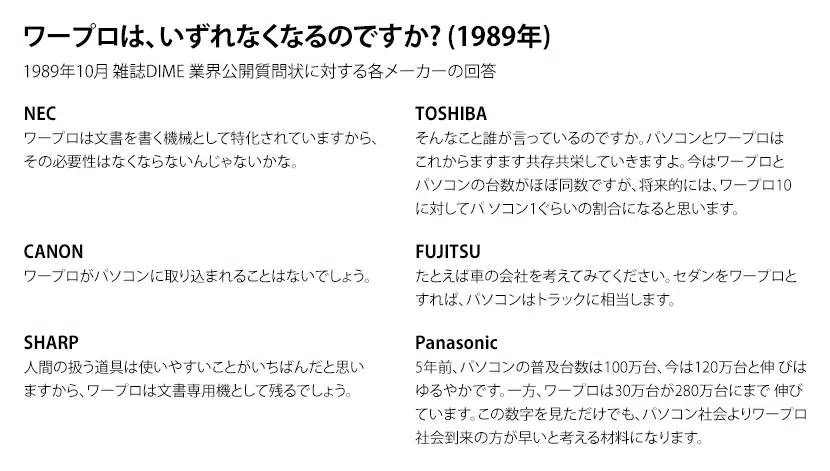 ワープロは、いずれなくなるのですか? (1989年)
1989年10月 雑誌DIME 業界公開質問状に対する各メーカーの回答
NEC
ワープロは文書を書く機械として特化されていますから、
その必要性はなくならないんじゃないかな。
TOSHIBA
そんなこと誰が言っているのですか。パソコンとワープロは
これからますます共存共栄していきますよ。今はワープロと
パソコンの台数がほぼ同数ですが、将来的には、ワープロ10
に対してパソコン1ぐらいの割合になると思います。
CANON
ワープロがパソコンに取り込まれることはないでしょう。
FUJITSU
たとえば車の会社を考えてみてください。セダンをワープロと
すれば、パソコンはトラックに相当します。
SHARP
人間の扱う道具は使いやすいことがいちばんだと思い
ますから、ワープロは文書専用機として残るでしょう。
Panasonic
5年前、パソコンの普及台数は100万台、今は120万台と伸 びは
ゆるやかです。一方、ワープロは30万台が280万台にまで 伸び
ています。この数字を見ただけでも、パソコン社会よりワープロ
社会到来の方が早いと考える材料になります。